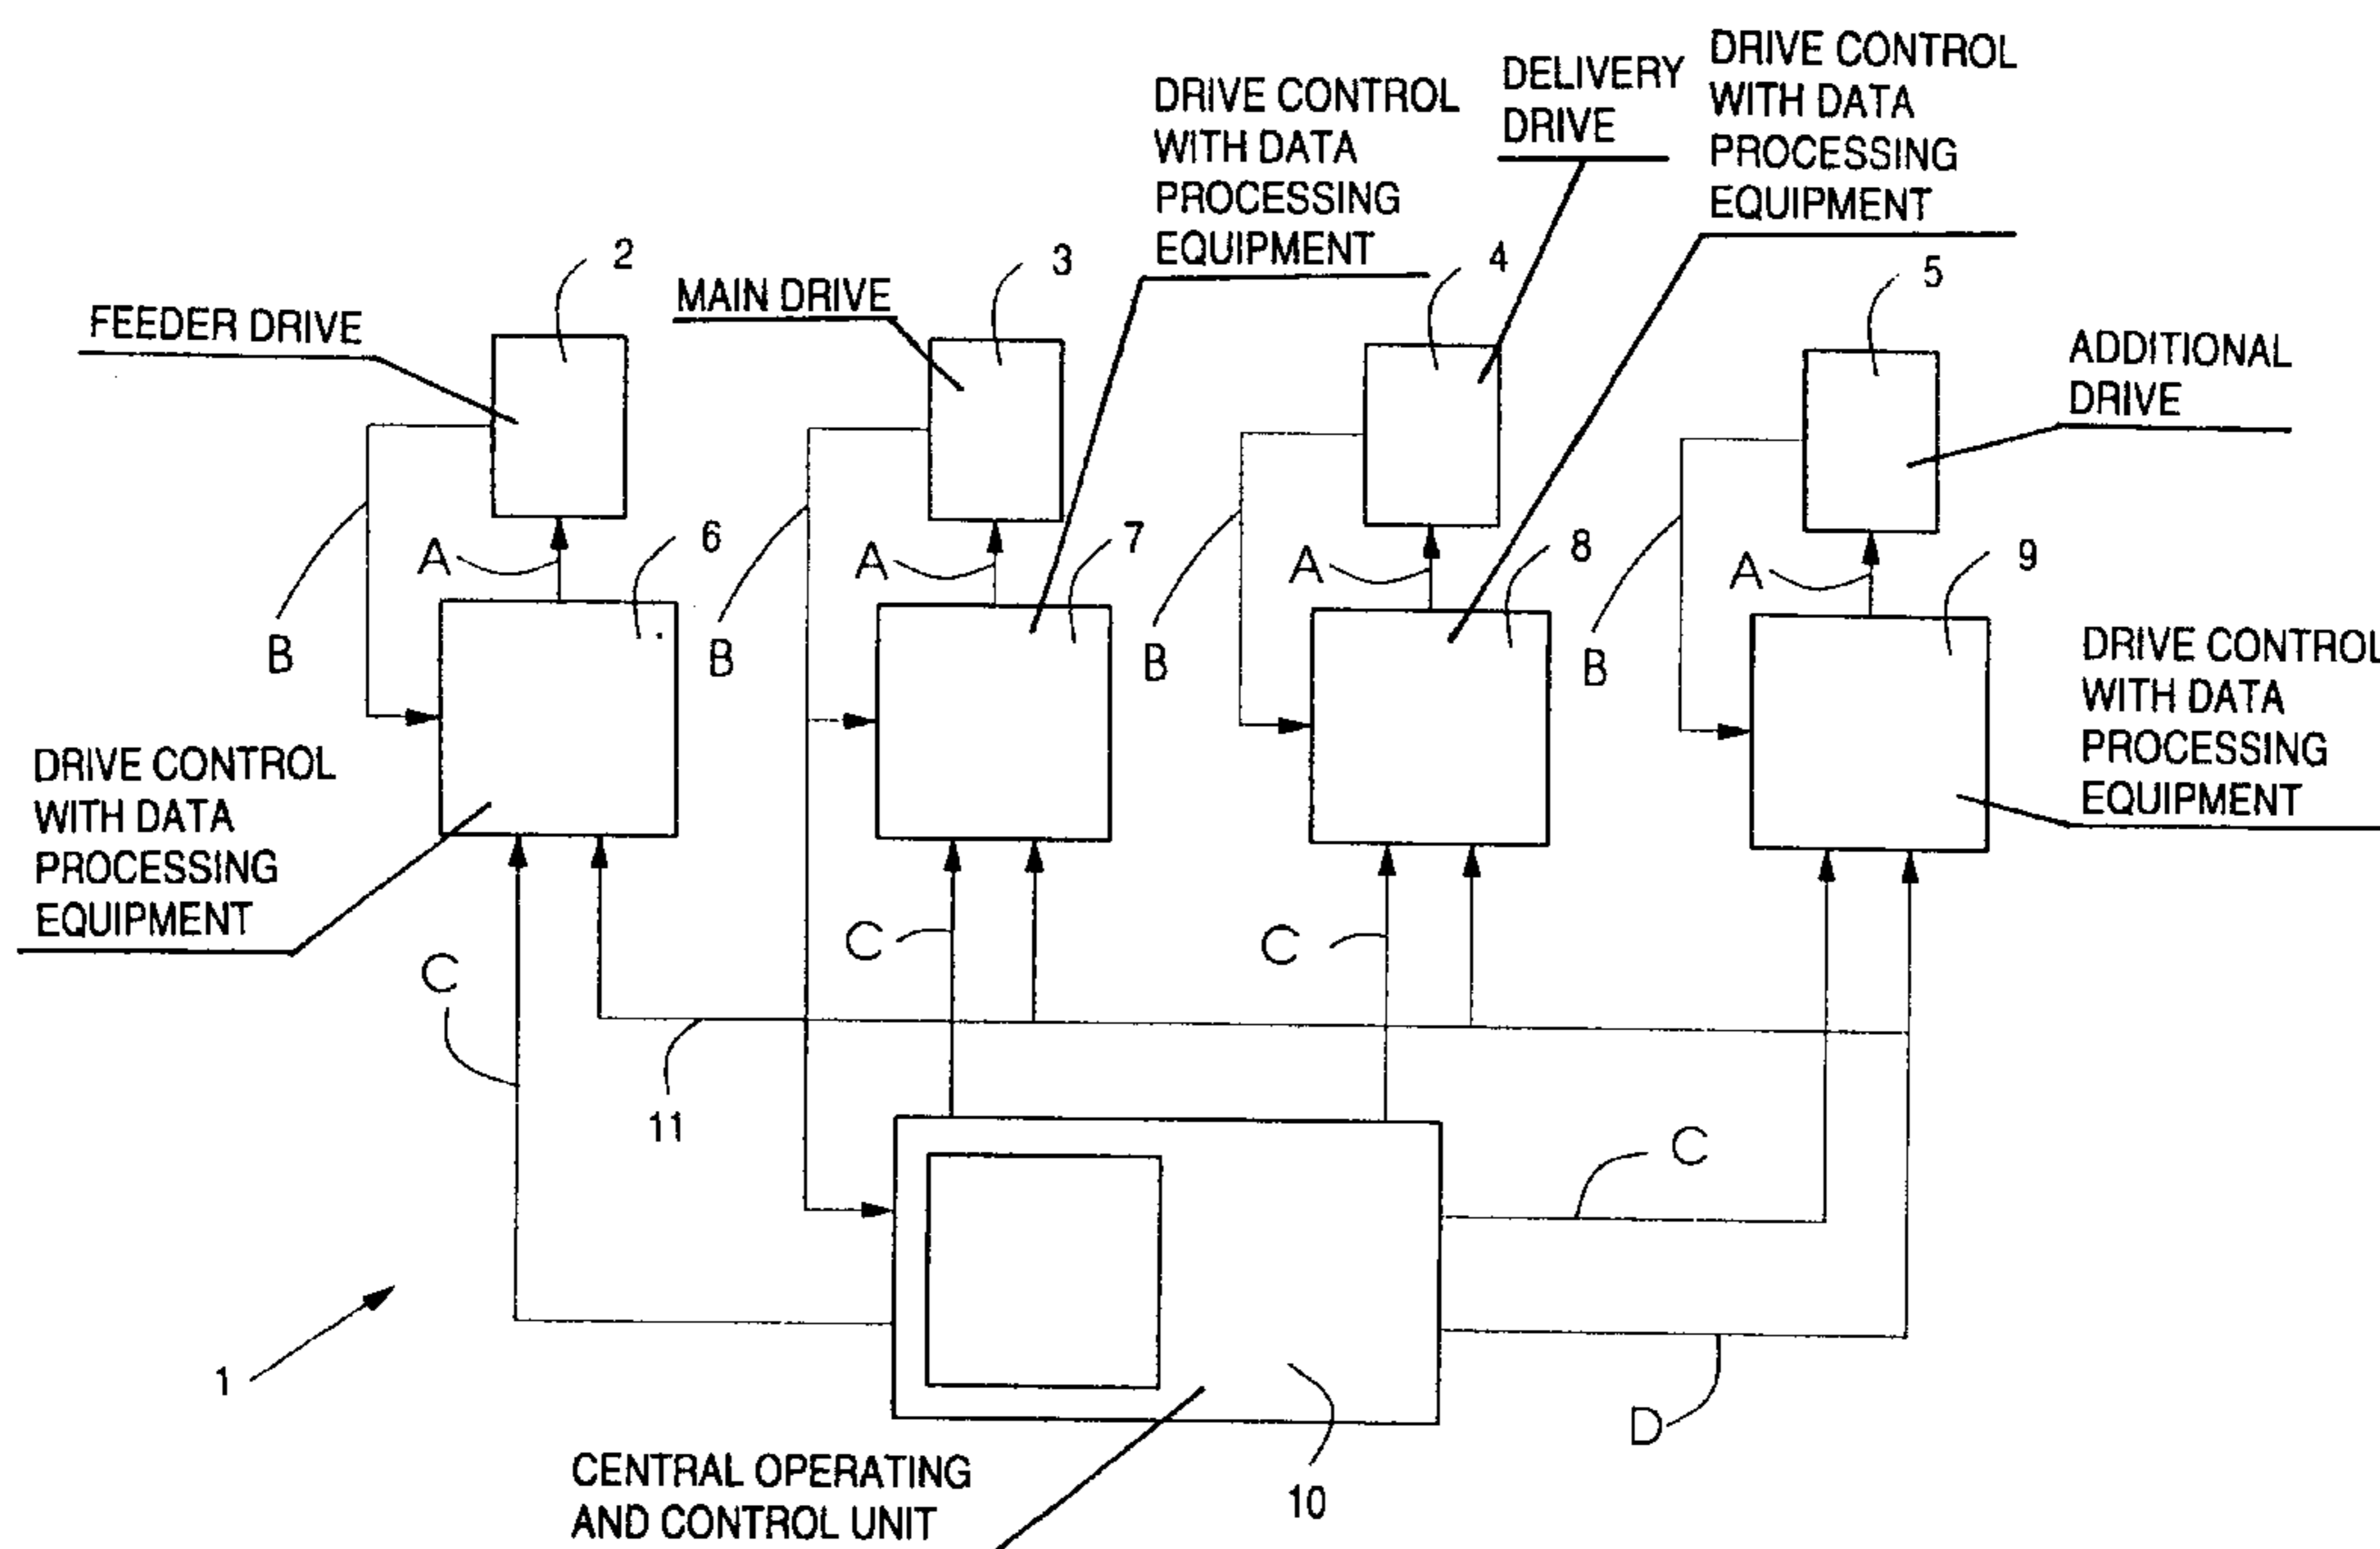 DRIVE CONTROL
WITH DATA
PROCESSING
EQUIPMENT
DELIVERY
DRIVE
DRIVE CONTROL
WITH DATA
PROCESSING
EQUIPMENT
2
3
4
5
FEEDER DRIVE
MAIN DRIVE
ADDITIONAL
DRIVE
A
6
A
7
A
8
A
9
B
B
B
B
DRIVE CONTROL
WITH DATA
PROCESSING
EQUIPMENT
DRIVE CONTROL
WITH DATA
PROCESSING
EQUIPMENT
C
C
C
11
C
1
D
10
CENTRAL OPERATING
AND CONTROL UNIT